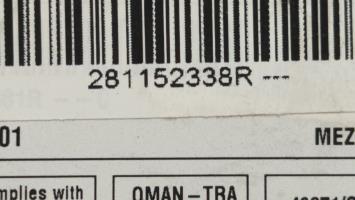 281152338R ---
01 MEZ
mplies with OMAN-TRA